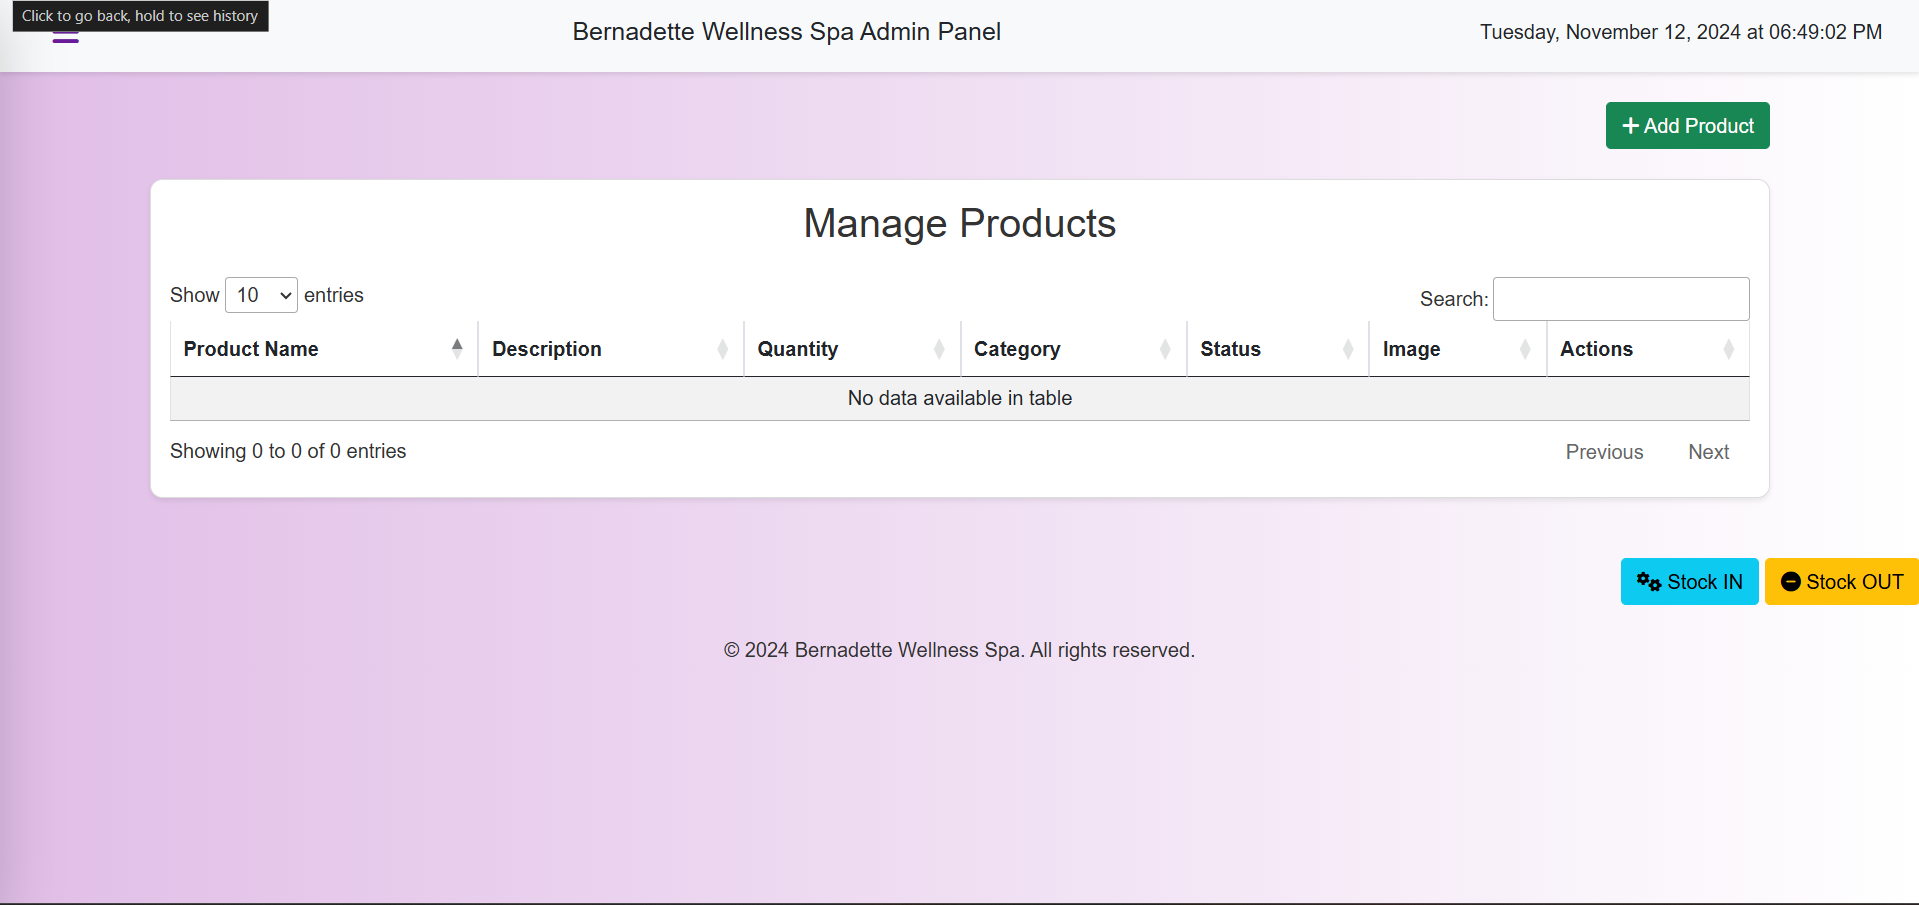 Click to go back, hold to see history
Bernadette Wellness Spa Admin Panel
Tuesday, November 12, 2024 at 06:49:02 PM
Add Product
Manage Products
Show 10 entries
Search:
Product Name Description Quantity Category Status Image Actions
No data available in table
Showing 0 to 0 of 0 entries
Previous Next
Stock IN Stock OUT
© 2024 Bernadette Wellness Spa. All rights reserved.